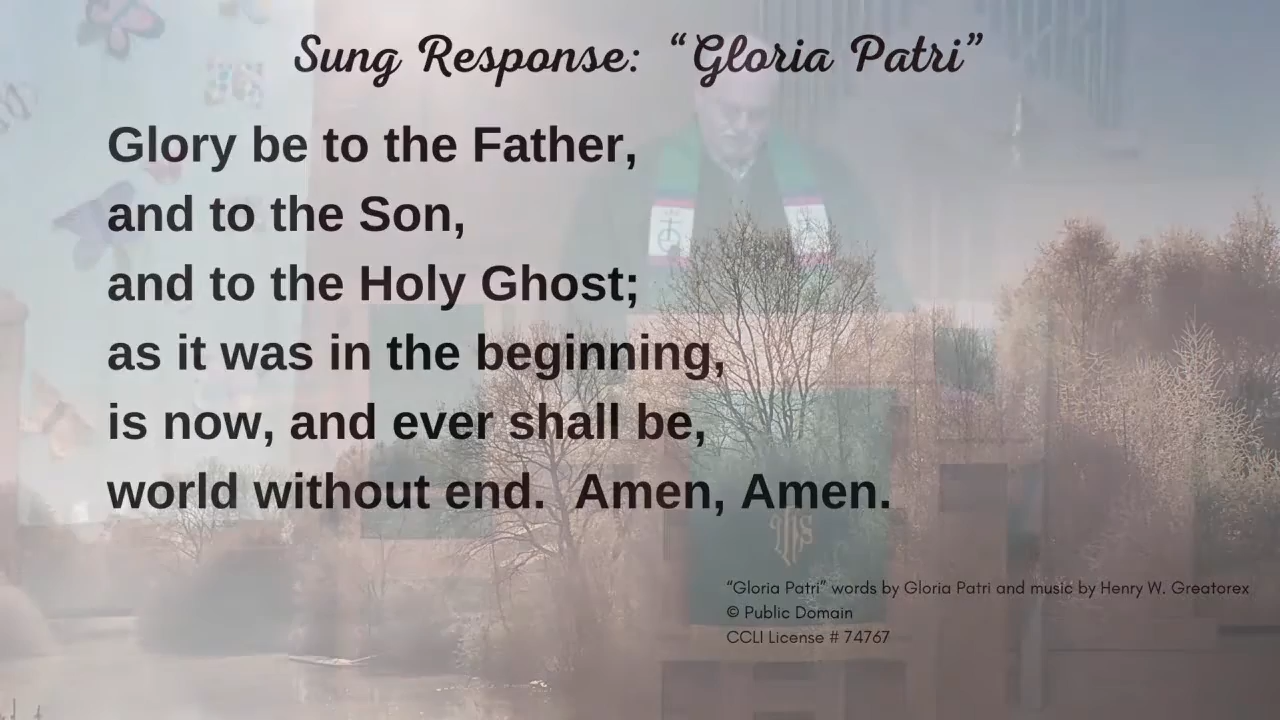 Sung Response: “Gloria Patri”
Glory be to the Father,
and to the Son,
and to the Holy Ghost;
as it was in the beginning,
is now, and ever shall be,
world without end. Amen, Amen.
IHS
“Gloria Patri” words by Gloria Patri and music by Henry W. Greatorex
© Public Domain
CCLI License # 74767